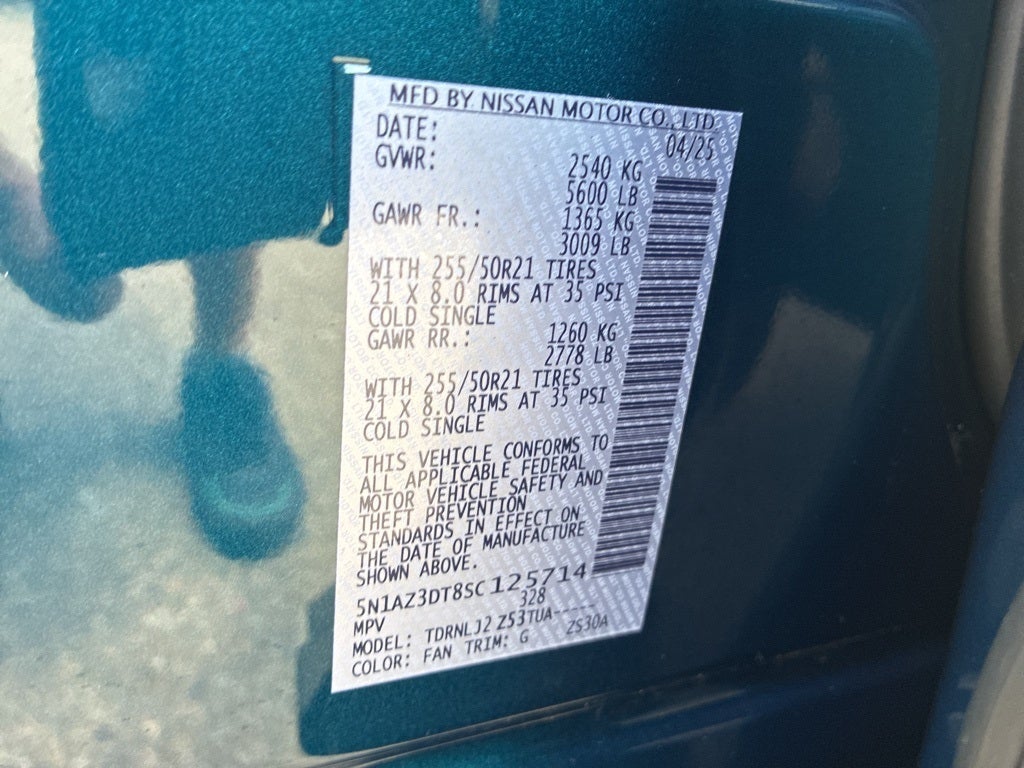 MFD BY NISSAN MOTOR CO., LTD
DATE: 04/25
GVWR: 2540 KG
5600 LB
GAWR FR.: 1365 KG
3009 LB
WITH 255/50R21 TIRES
21 X 8.0 RIMS AT 35 PSI
COLD SINGLE
GAWR RR.: 1260 KG
2778 LB
WITH 255/50R21 TIRES
21 X 8.0 RIMS AT 35 PSI
COLD SINGLE
THIS VEHICLE CONFORMS TO
ALL APPLICABLE FEDERAL
MOTOR VEHICLE SAFETY AND
THEFT PREVENTION
STANDARDS IN EFFECT ON
THE DATE OF MANUFACTURE
SHOWN ABOVE.
5N1AZ3DT8SC125714
MPV 328
MODEL: TDRNLJ2 Z53TUA-----
COLOR: FAN TRIM: G ZS30A